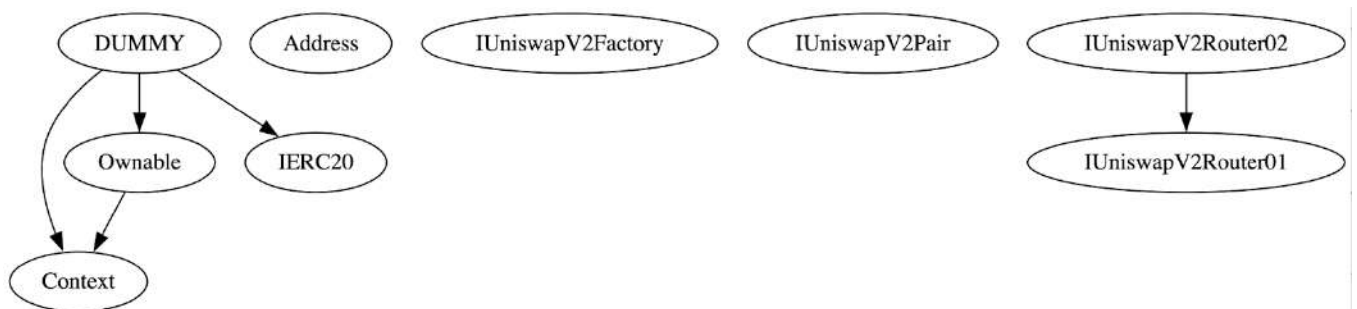 DUMMY
Address
IUniswapV2Factory
IUniswapV2Pair
IUniswapV2Router02
Ownable
IERC20
IUniswapV2Router01
Context